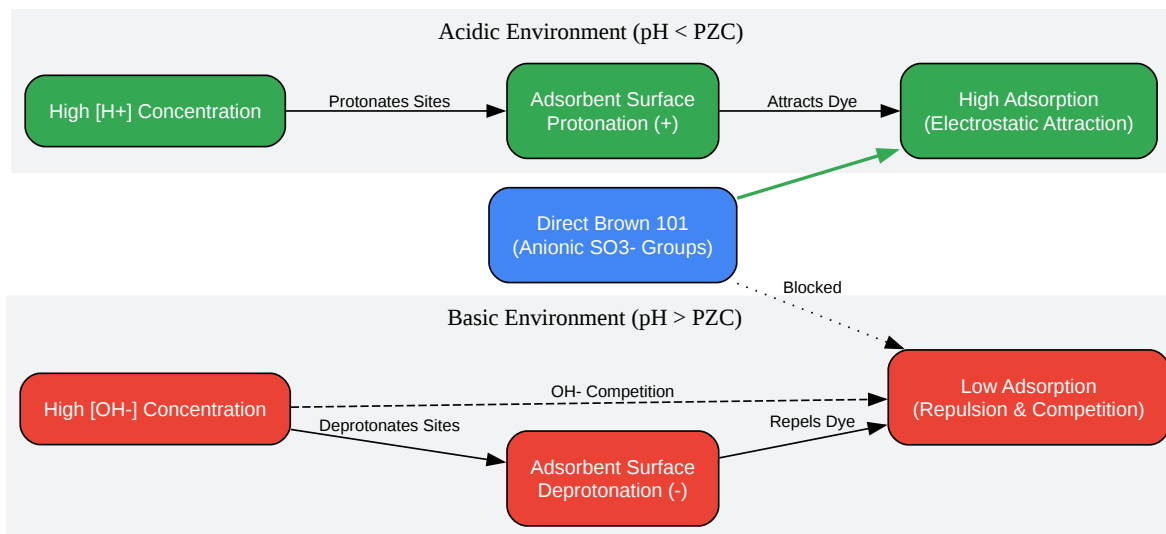 Acidic Environment (pH < PZC)
High [H+] Concentration
Protonates Sites
Adsorbent Surface
Protonation (+)
Attracts Dye
High Adsorption
(Electrostatic Attraction)
Direct Brown 101
(Anionic SO3- Groups)
Blocked
Basic Environment (pH > PZC)
High [OH-] Concentration
OH- Competition
Deprotonates Sites
Adsorbent Surface
Deprotonation (-)
Repels Dye
Low Adsorption
(Repulsion & Competition)